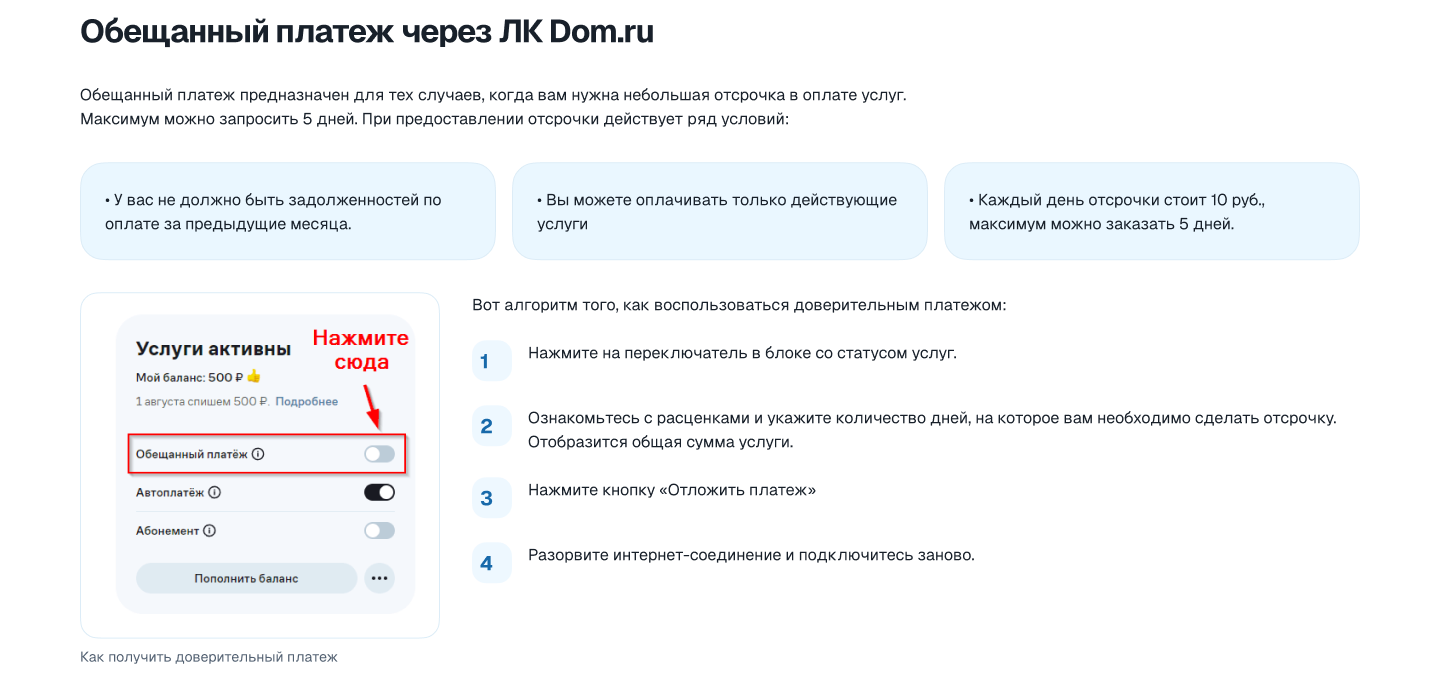 Обещанный платеж через ЛК Dom.ru
Обещанный платеж предназначен для тех случаев, когда вам нужна небольшая отсрочка в оплате услуг.
Максимум можно запросить 5 дней. При предоставлении отсрочки действует ряд условий:
• У вас не должно быть задолженностей по
оплате за предыдущие месяца.
• Вы можете оплачивать только действующие
услуги
• Каждый день отсрочки стоит 10 руб.,
максимум можно заказать 5 дней.
Услуги активны
Нажмите
сюда
Мой баланс: 500 ₽ 👍
1 августа спишем 500 ₽. Подробнее
Обещанный платёж
Автоплатёж
Абонемент
Пополнить баланс
•••
Как получить доверительный платеж
Вот алгоритм того, как воспользоваться доверительным платежом:
1 Нажмите на переключатель в блоке со статусом услуг.
2 Ознакомьтесь с расценками и укажите количество дней, на которое вам необходимо сделать отсрочку.
Отобразится общая сумма услуги.
3 Нажмите кнопку «Отложить платеж»
4 Разорвите интернет-соединение и подключитесь заново.